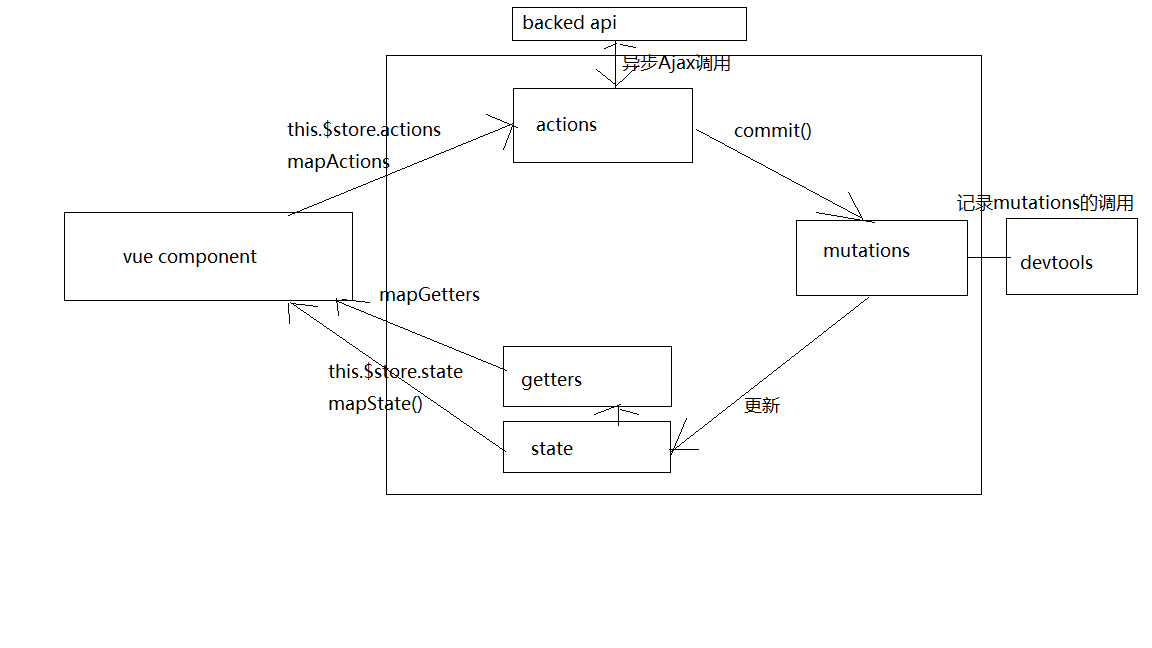 backed api
异步Ajax调用
actions
this.$store.actions
mapActions
commit()
记录mutations的调用
vue component
mutations
devtools
mapGetters
this.$store.state
mapState()
getters
更新
state